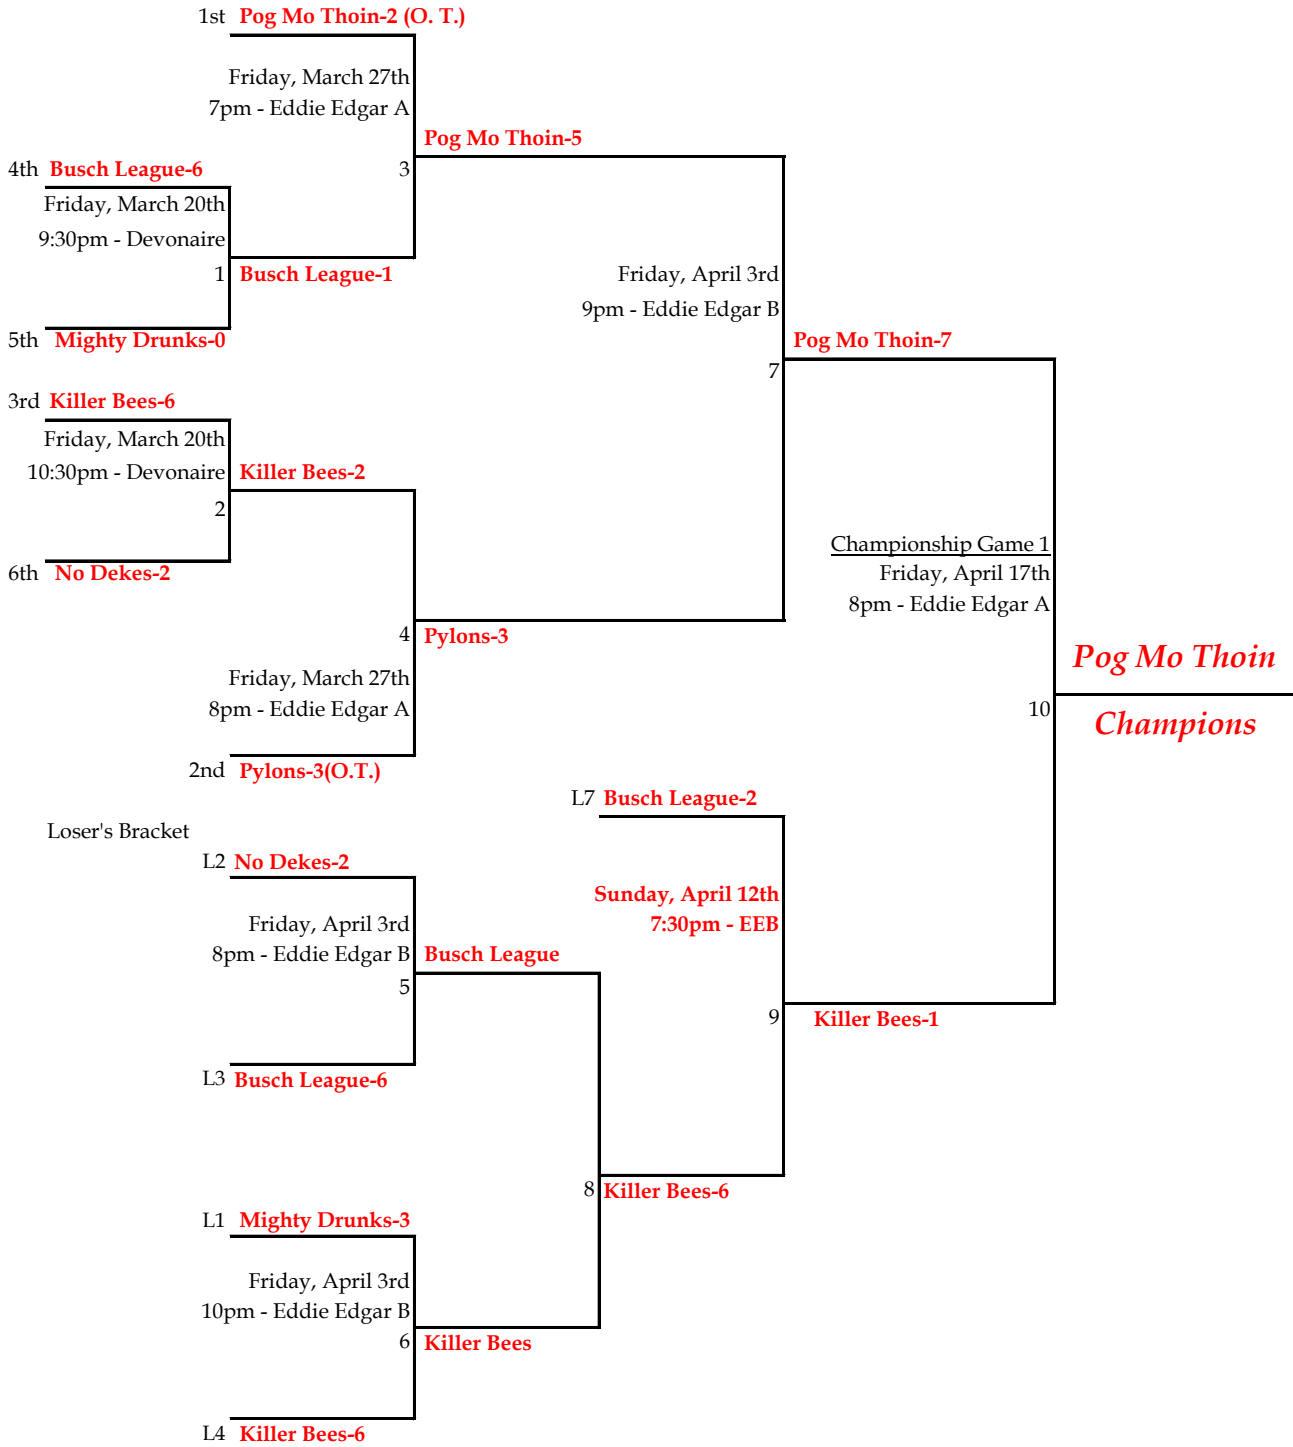 1st Pog Mo Thoin-2 (O. T.)
Friday, March 27th
7pm - Eddie Edgar A
Pog Mo Thoin-5
3
4th Busch League-6
Friday, March 20th
9:30pm - Devonaire
1
Busch League-1
5th Mighty Drunks-0
Friday, April 3rd
9pm - Eddie Edgar B
7
Pog Mo Thoin-7
3rd Killer Bees-6
Friday, March 20th
10:30pm - Devonaire
2
Killer Bees-2
6th No Dekes-2
4
Pylons-3
Friday, March 27th
8pm - Eddie Edgar A
2nd Pylons-3(O.T.)
Championship Game 1
Friday, April 17th
8pm - Eddie Edgar A
10
Pog Mo Thoin
Champions
L7 Busch League-2
Loser's Bracket
L2 No Dekes-2
Friday, April 3rd
8pm - Eddie Edgar B
5
Busch League
L3 Busch League-6
Sunday, April 12th
7:30pm - EEB
9
Killer Bees-1
8
Killer Bees-6
L1 Mighty Drunks-3
Friday, April 3rd
10pm - Eddie Edgar B
6
Killer Bees
L4 Killer Bees-6